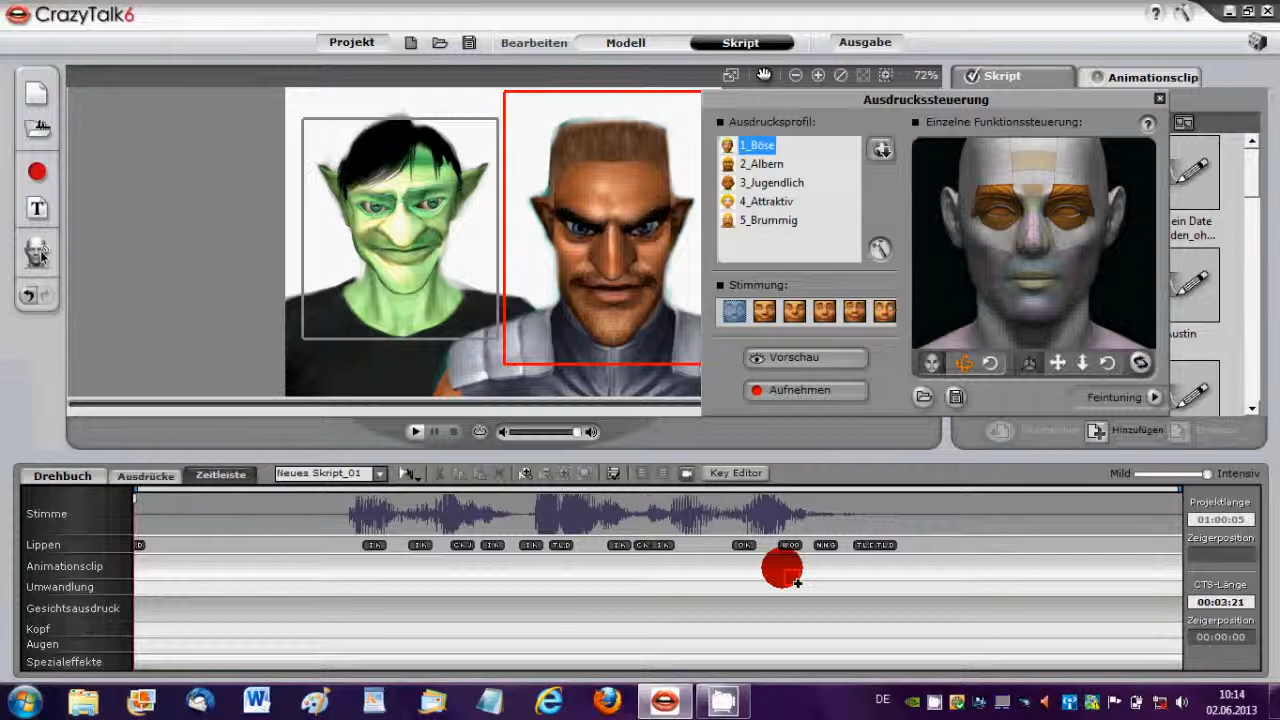 CrazyTalk6
Projekt
Bearbeiten
Modell
Skript
Ausgabe
72%
Skript
Animationsclip
Ausdruckssteuerung
Ausdrucksprofil:
Einzelne Funktionssteuerung:
1_Böse
2_Albern
3_Jugendlich
4_Attraktiv
5_Brummig
Stimmung:
Vorschau
Aufnehmen
Feintuning
ein Date
den_oh...
Austin
Hinzufügen
Drehbuch
Ausdrücke
Zeitleiste
Neues Skript_01
Key Editor
Mild
Intensiv
Stimme
Lippen
Animationsclip
Umwandlung
Gesichtsausdruck
Kopf
Augen
Spezialeffekte
Projektlänge
01:00:05
Zeigerposition
CTS-Länge
00:03:21
Zeigerposition
00:00:00
DE
10:14
02.06.2013